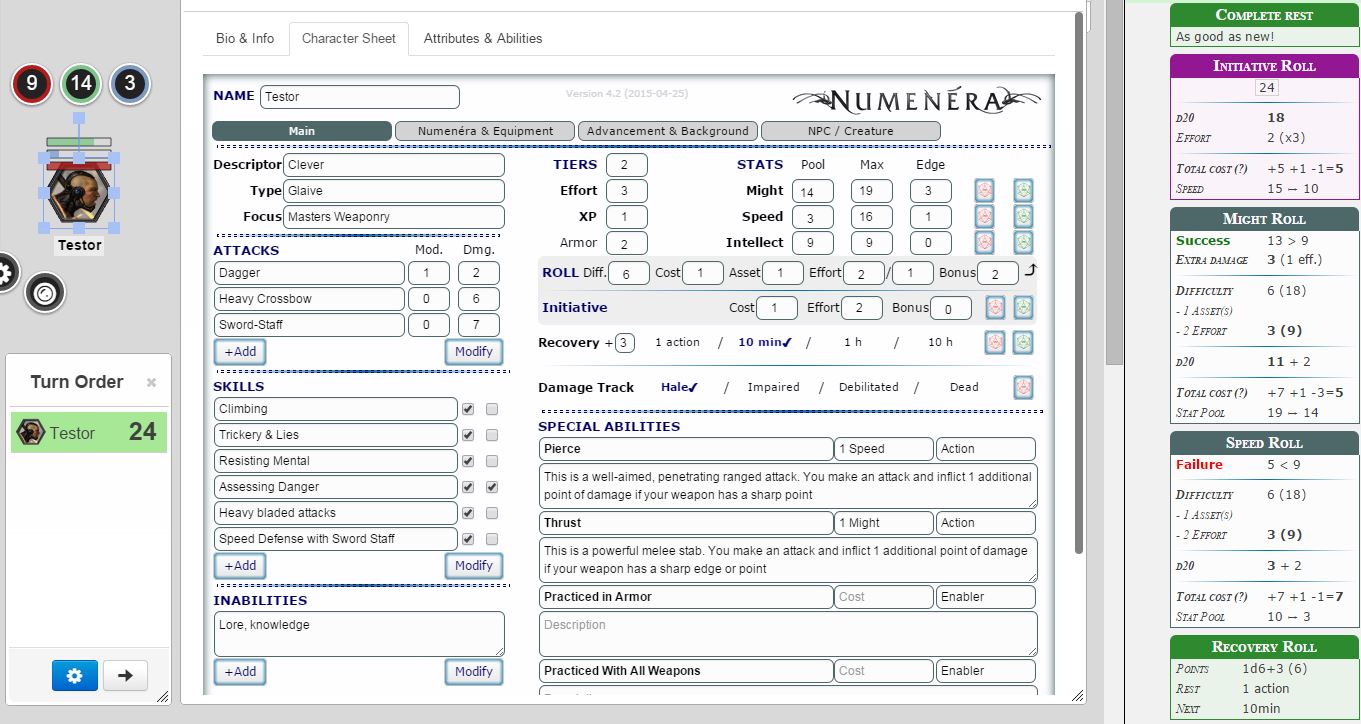 Bio & Info
Character Sheet
Attributes & Abilities
9 14 3
Testor
Turn Order ×
Testor 24
NAME Testor
Version 4.2 (2015-04-25)
NUMENÉRA
Main
Numenéra & Equipment
Advancement & Background
NPC / Creature
Descriptor Clever
Type Glaive
Focus Masters Weaponry
ATTACKS Mod. Dmg.
Dagger 1 2
Heavy Crossbow 0 6
Sword-Staff 0 7
+Add Modify
SKILLS
Climbing
Trickery & Lies
Resisting Mental
Assessing Danger
Heavy bladed attacks
Speed Defense with Sword Staff
+Add Modify
INABILITIES
Lore, knowledge
+Add Modify
TIERS 2
Effort 3
XP 1
Armor 2
STATS Pool Max Edge
Might 14 19 3
Speed 3 16 1
Intellect 9 9 0
ROLL Diff. 6 Cost 1 Asset 1 Effort 2 / 1 Bonus 2
Initiative Cost 1 Effort 2 Bonus 0
Recovery + 3 1 action / 10 min✔ / 1 h / 10 h
Damage Track Hale✔ / Impaired / Debilitated / Dead
SPECIAL ABILITIES
Pierce 1 Speed Action
This is a well-aimed, penetrating ranged attack. You make an attack and inflict 1 additional
point of damage if your weapon has a sharp point
Thrust 1 Might Action
This is a powerful melee stab. You make an attack and inflict 1 additional point of damage
if your weapon has a sharp edge or point
Practiced in Armor Cost Enabler
Description
Practiced With All Weapons Cost Enabler
COMPLETE REST
As good as new!
INITIATIVE ROLL
24
D20 18
EFFORT 2 (x3)
TOTAL COST (?) +5 +1 -1=5
SPEED 15 → 10
MIGHT ROLL
Success 13 > 9
EXTRA DAMAGE 3 (1 eff.)
DIFFICULTY 6 (18)
- 1 ASSET(S)
- 2 EFFORT 3 (9)
D20 11 + 2
TOTAL COST (?) +7 +1 -3=5
STAT POOL 19 → 14
SPEED ROLL
Failure 5 < 9
DIFFICULTY 6 (18)
- 1 ASSET(S)
- 2 EFFORT 3 (9)
D20 3 + 2
TOTAL COST (?) +7 +1 -1=7
STAT POOL 10 → 3
RECOVERY ROLL
POINTS 1d6+3 (6)
REST 1 action
NEXT 10min